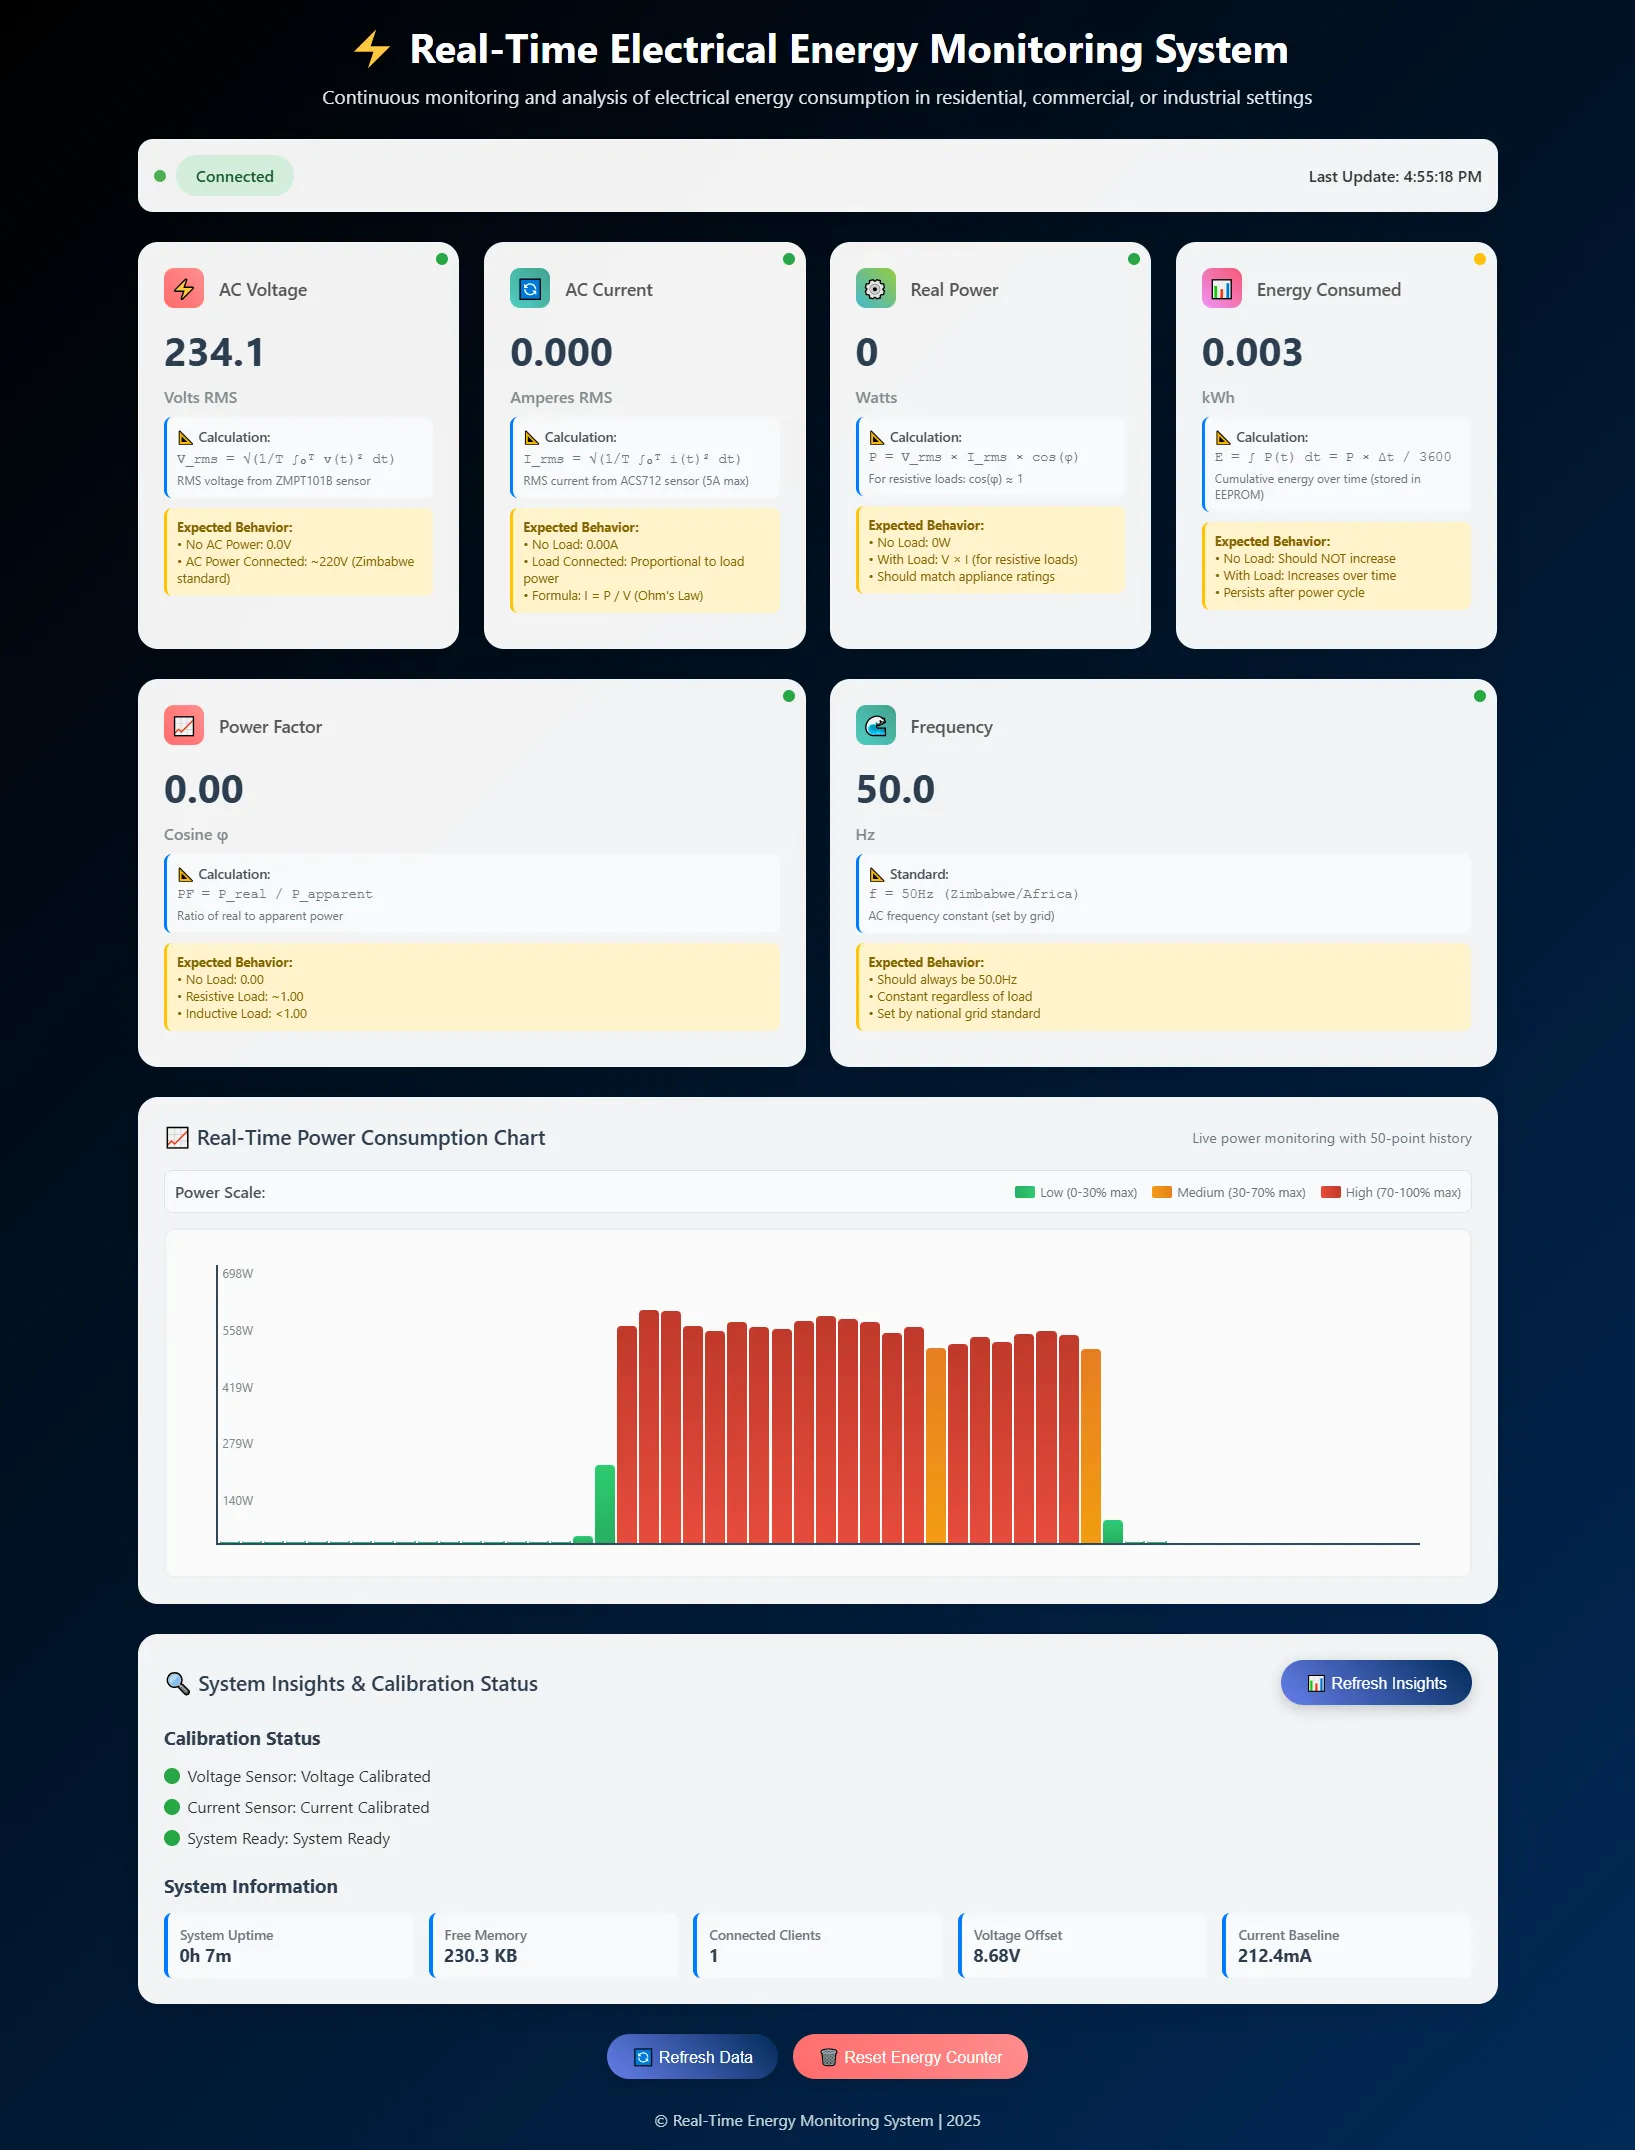 ⚡ Real-Time Electrical Energy Monitoring System
Continuous monitoring and analysis of electrical energy consumption in residential, commercial, or industrial settings
Connected
Last Update: 4:55:18 PM
AC Voltage
234.1
Volts RMS
📐 Calculation:
V_rms = √(1/T ∫₀ᵀ v(t)² dt)
RMS voltage from ZMPT101B sensor
Expected Behavior:
• No AC Power: 0.0V
• AC Power Connected: ~220V (Zimbabwe
standard)
AC Current
0.000
Amperes RMS
📐 Calculation:
I_rms = √(1/T ∫₀ᵀ i(t)² dt)
RMS current from ACS712 sensor (5A max)
Expected Behavior:
• No Load: 0.00A
• Load Connected: Proportional to load
power
• Formula: I = P / V (Ohm's Law)
Real Power
0
Watts
📐 Calculation:
P = V_rms × I_rms × cos(φ)
For resistive loads: cos(φ) ≈ 1
Expected Behavior:
• No Load: 0W
• With Load: V × I (for resistive loads)
• Should match appliance ratings
Energy Consumed
0.003
kWh
📐 Calculation:
E = ∫ P(t) dt = P × Δt / 3600
Cumulative energy over time (stored in
EEPROM)
Expected Behavior:
• No Load: Should NOT increase
• With Load: Increases over time
• Persists after power cycle
Power Factor
0.00
Cosine φ
📐 Calculation:
PF = P_real / P_apparent
Ratio of real to apparent power
Expected Behavior:
• No Load: 0.00
• Resistive Load: ~1.00
• Inductive Load: <1.00
Frequency
50.0
Hz
📐 Standard:
f = 50Hz (Zimbabwe/Africa)
AC frequency constant (set by grid)
Expected Behavior:
• Should always be 50.0Hz
• Constant regardless of load
• Set by national grid standard
📈 Real-Time Power Consumption Chart
Live power monitoring with 50-point history
Power Scale:
Low (0-30% max)
Medium (30-70% max)
High (70-100% max)
698W
558W
419W
279W
140W
🔍 System Insights & Calibration Status
📊 Refresh Insights
Calibration Status
Voltage Sensor: Voltage Calibrated
Current Sensor: Current Calibrated
System Ready: System Ready
System Information
System Uptime
0h 7m
Free Memory
230.3 KB
Connected Clients
1
Voltage Offset
8.68V
Current Baseline
212.4mA
🔄 Refresh Data
🗑️ Reset Energy Counter
© Real-Time Energy Monitoring System | 2025